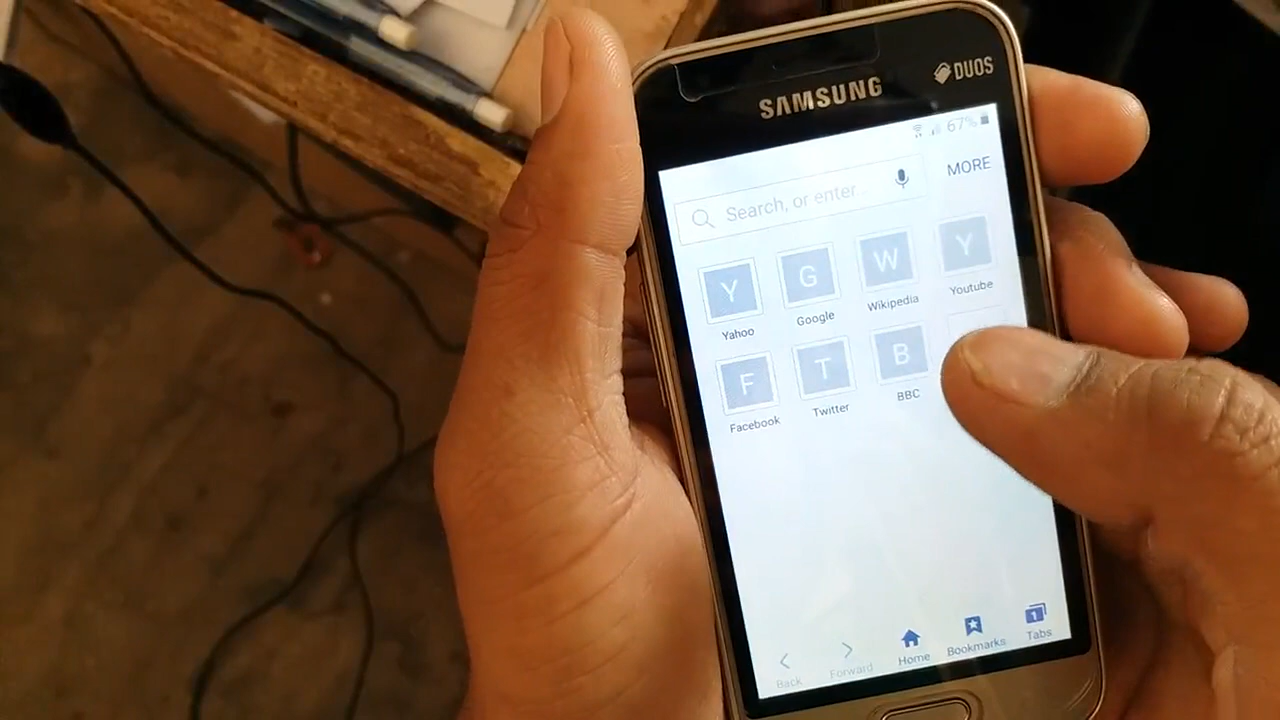 SAMSUNG
DUOS
67%
Search, or enter
MORE
Y G W Y
Yahoo Google Wikipedia Youtube
F T B
Facebook Twitter BBC
1
Back Forward Home Bookmarks Tabs